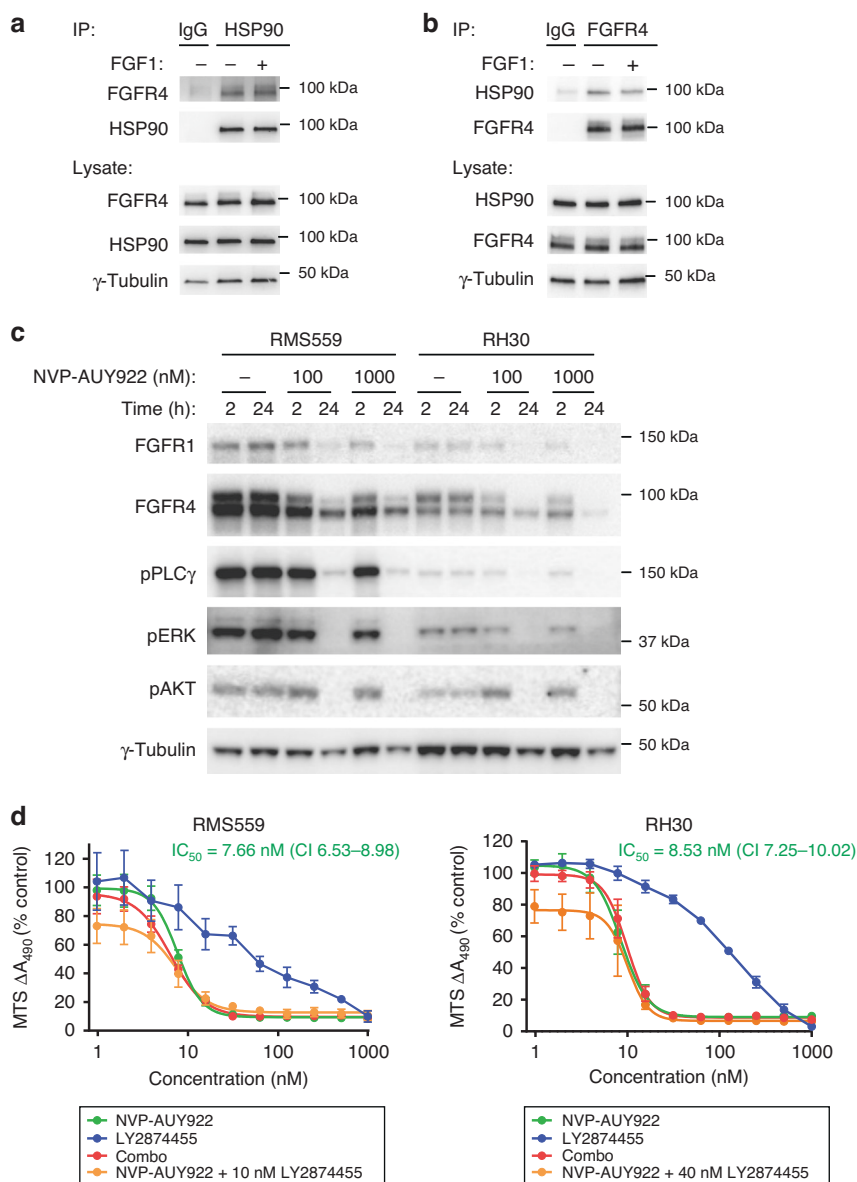 a
IP: IgG HSP90
FGF1: – – +
FGFR4 100 kDa
HSP90 100 kDa
Lysate:
FGFR4 100 kDa
HSP90 100 kDa
γ-Tubulin 50 kDa
b
IP: IgG FGFR4
FGF1: – – +
HSP90 100 kDa
FGFR4 100 kDa
Lysate:
HSP90 100 kDa
FGFR4 100 kDa
γ-Tubulin 50 kDa
c
RMS559 RH30
NVP-AUY922 (nM): – 100 1000 – 100 1000
Time (h): 2 24 2 24 2 24 2 24 2 24 2 24
FGFR1 150 kDa
FGFR4 100 kDa
pPLCγ 150 kDa
pERK 37 kDa
pAKT 50 kDa
γ-Tubulin 50 kDa
d
RMS559
IC50 = 7.66 nM (CI 6.53–8.98)
MTS ΔA490 (% control)
120
100
80
60
40
20
0
1 10 100 1000
Concentration (nM)
NVP-AUY922
LY2874455
Combo
NVP-AUY922 + 10 nM LY2874455
RH30
IC50 = 8.53 nM (CI 7.25–10.02)
MTS ΔA490 (% control)
120
100
80
60
40
20
0
1 10 100 1000
Concentration (nM)
NVP-AUY922
LY2874455
Combo
NVP-AUY922 + 40 nM LY2874455